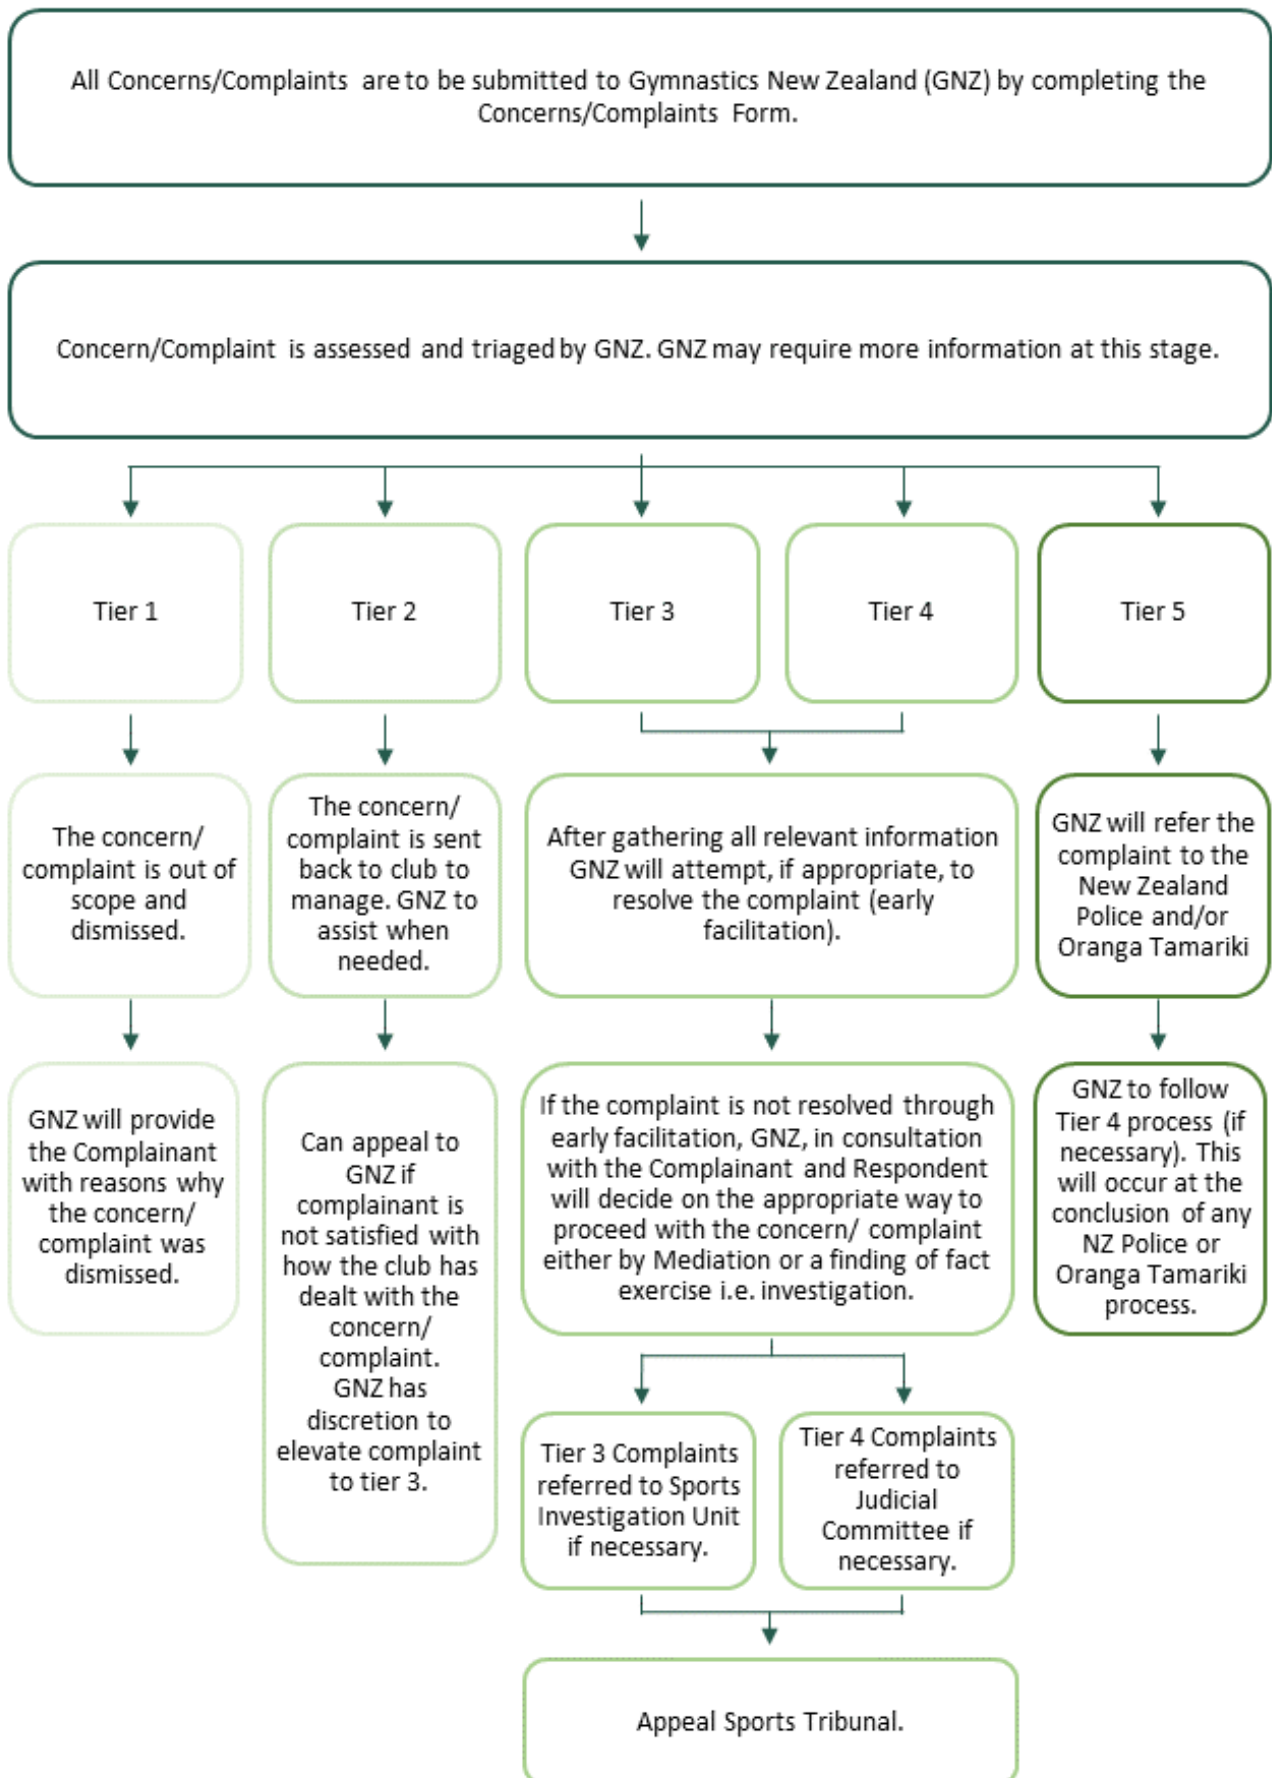 All Concerns/Complaints are to be submitted to Gymnastics New Zealand (GNZ) by completing the
Concerns/Complaints Form.
Concern/Complaint is assessed and triaged by GNZ. GNZ may require more information at this stage.
Tier 1
Tier 2
Tier 3
Tier 4
Tier 5
The concern/
complaint is out of
scope and
dismissed.
The concern/
complaint is sent
back to club to
manage. GNZ to
assist when
needed.
After gathering all relevant information
GNZ will attempt, if appropriate, to
resolve the complaint (early
facilitation).
GNZ will refer the
complaint to the
New Zealand
Police and/or
Oranga Tamariki
GNZ will provide
the Complainant
with reasons why
the concern/
complaint was
dismissed.
Can appeal to
GNZ if
complainant is
not satisfied with
how the club has
dealt with the
concern/
complaint.
GNZ has
discretion to
elevate complaint
to tier 3.
If the complaint is not resolved through
early facilitation, GNZ, in consultation
with the Complainant and Respondent
will decide on the appropriate way to
proceed with the concern/ complaint
either by Mediation or a finding of fact
exercise i.e. investigation.
GNZ to follow
Tier 4 process (if
necessary). This
will occur at the
conclusion of any
NZ Police or
Oranga Tamariki
process.
Tier 3 Complaints
referred to Sports
Investigation Unit
if necessary.
Tier 4 Complaints
referred to
Judicial
Committee if
necessary.
Appeal Sports Tribunal.